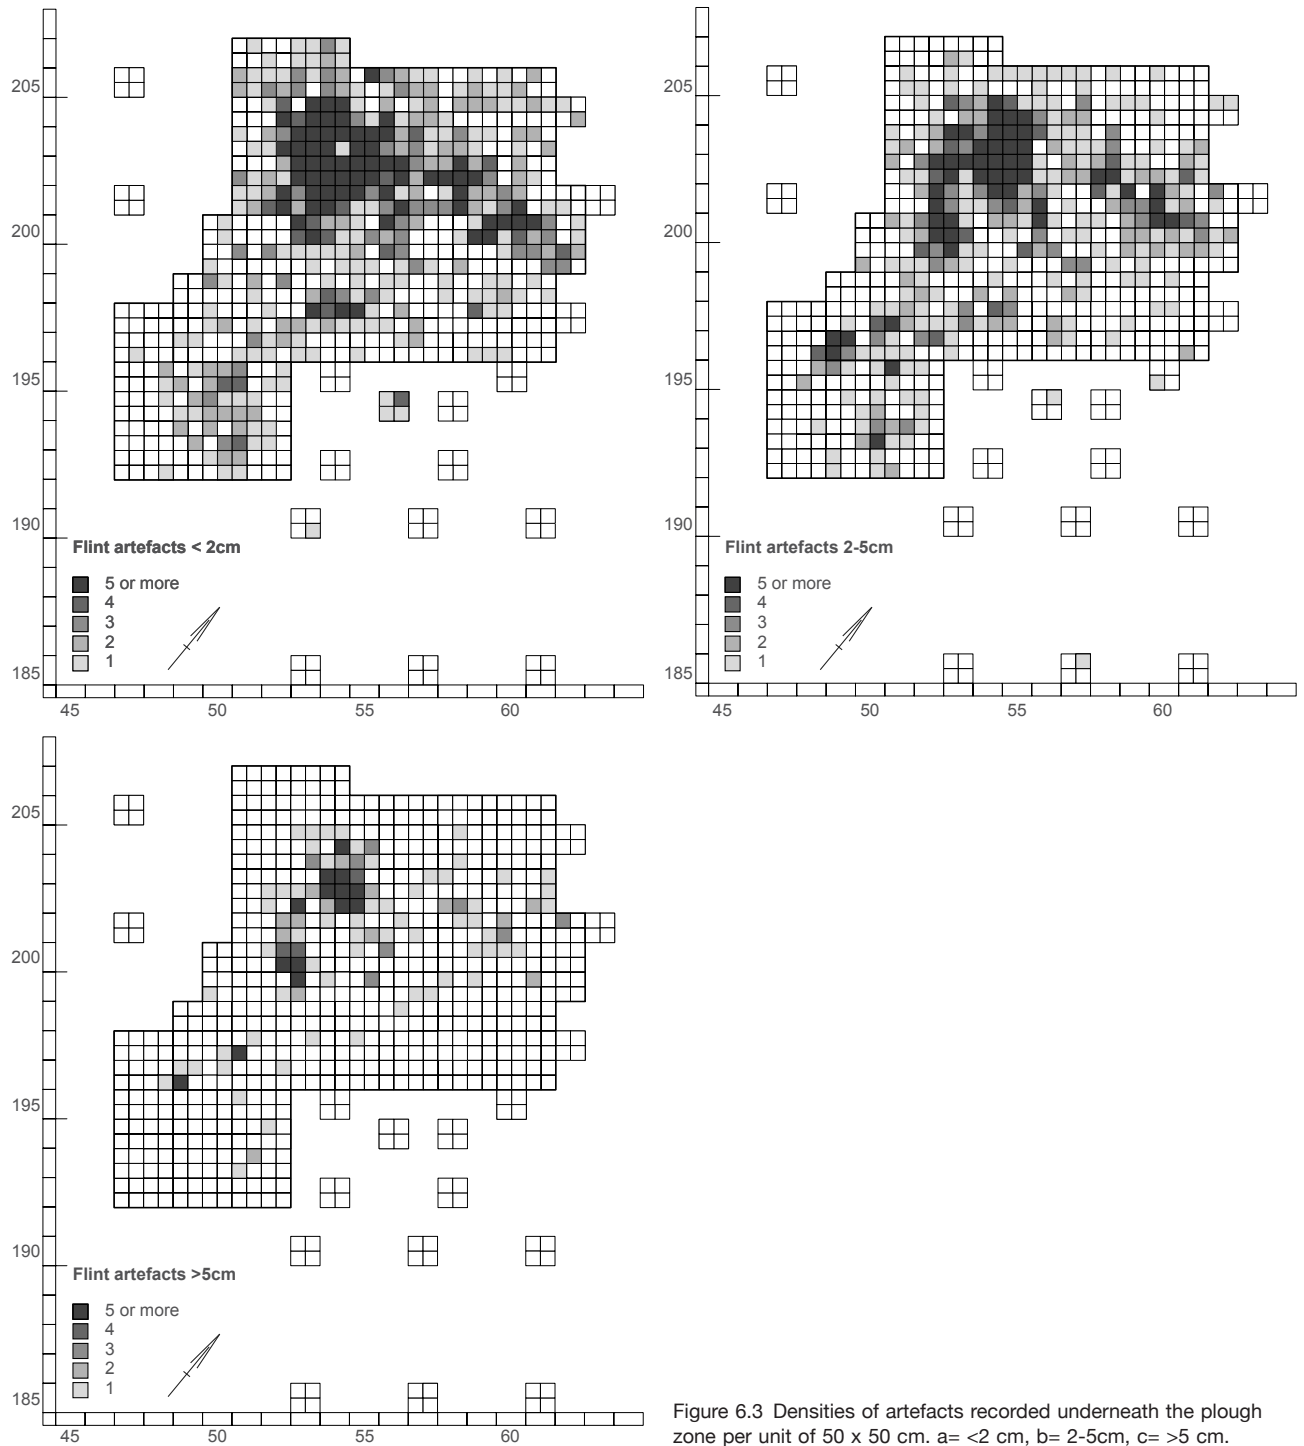 205
200
195
190
185
45 50 55 60
Flint artefacts < 2cm
5 or more
4
3
2
1
205
200
195
190
185
45 50 55 60
Flint artefacts 2-5cm
5 or more
4
3
2
1
205
200
195
190
185
45 50 55 60
Flint artefacts >5cm
5 or more
4
3
2
1
Figure 6.3 Densities of artefacts recorded underneath the plough
zone per unit of 50 x 50 cm. a= <2 cm, b= 2-5cm, c= >5 cm.